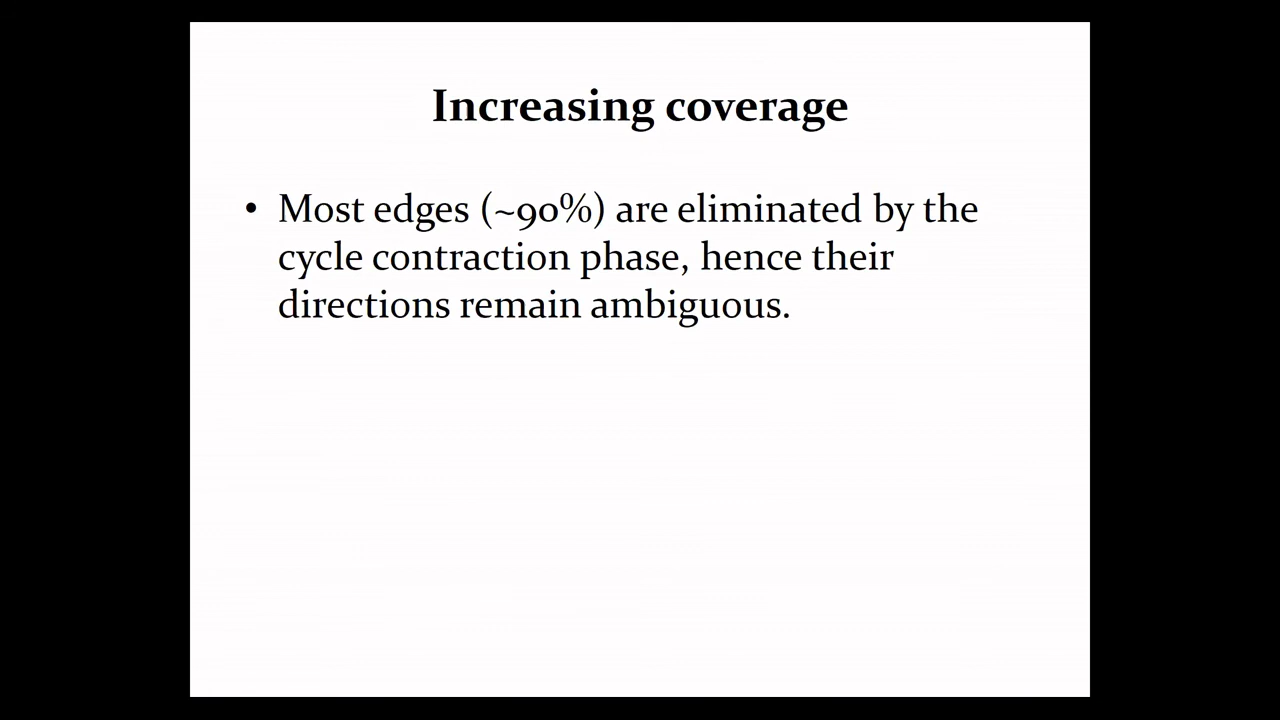 Increasing coverage
• Most edges (~90%) are eliminated by the
cycle contraction phase, hence their
directions remain ambiguous.